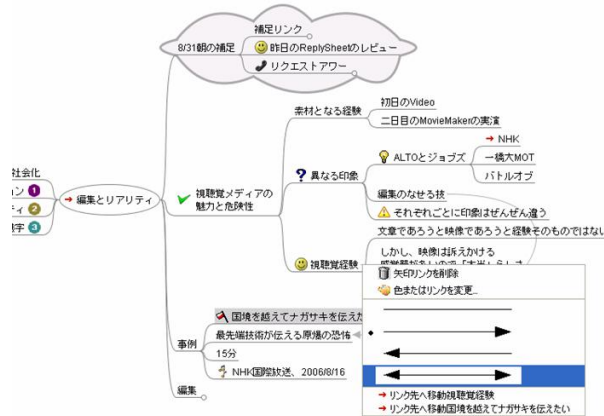 補足リンク
8/31朝の補足
昨日のReplySheetのレビュー
リクエストアワー
初日のVideo
素材となる経験
二日目のMovieMakerの実演
NHK
ALTOとジョブズ
一橋大MOT
バトルオブ
社会化
異なる印象
ョン 1
編集とリアリティ
視聴覚メディアの
魅力と危険性
編集のなせる技
ティ 2
それぞれごとに印象はぜんぜん違う
字 3
文章であろうと映像であろうと経験そのものではない
視聴覚経験
しかし、映像は訴えかける
矢印リンクを削除
色またはリンクを変更...
国境を越えてナガサキを伝えた
最先端技術が伝える原爆の恐怖
事例
15分
NHK国際放送、2006/8/16
編集
リンク先へ移動視聴覚経験
リンク先へ移動国境を越えてナガサキを伝えたい